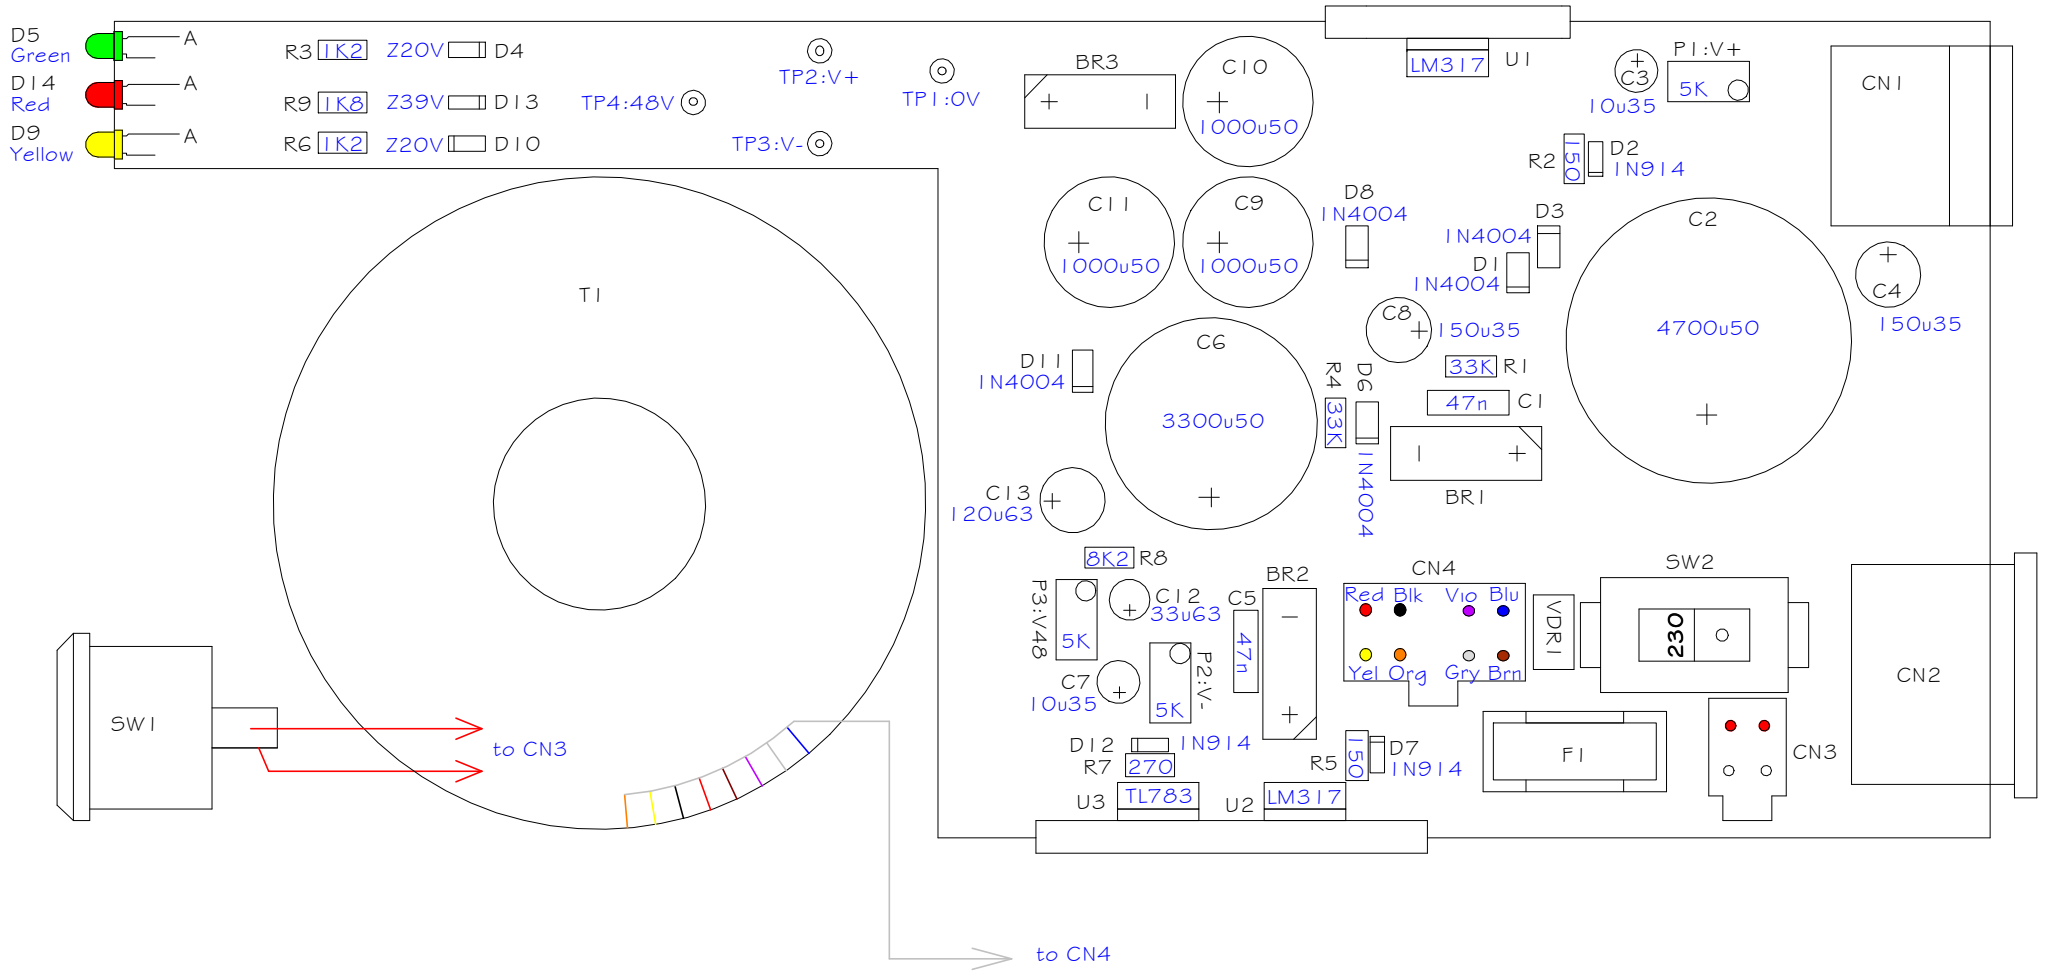 D5
Green
A
D14
Red
A
D9
Yellow
A
R3 1K2 Z20V D4
R9 1K8 Z39V D13
R6 1K2 Z20V D10
TP2:V+
TP4:48V
TP3:V-
TP1:0V
BR3
+ −
C10
+
1000u50
LM317 U1
C3
+
10u35
P1:V+
5K
CN1
R2 150 D2
1N914
C11
+
1000u50
C9
+
1000u50
D8
1N4004
D3
1N4004
D1
1N4004
C2
4700u50
+
+
C4
150u35
T1
C8
+
150u35
C6
3300u50
+
D11
1N4004
R4
33K
D6
1N4004
33K R1
47n C1
− +
BR1
C13
+
120u63
8K2 R8
P3:V48
5K
C12
+
33u63
C5
47n
BR2
− +
CN4
Red Blk Vio Blu
Yel Org Gry Brn
VDR1
SW2
230
CN2
C7
+
10u35
P2:V-
5K
D12 1N914
R7 270
R5 150 D7
1N914
F1
CN3
U3 TL783
U2 LM317
SW1
to CN3
to CN4